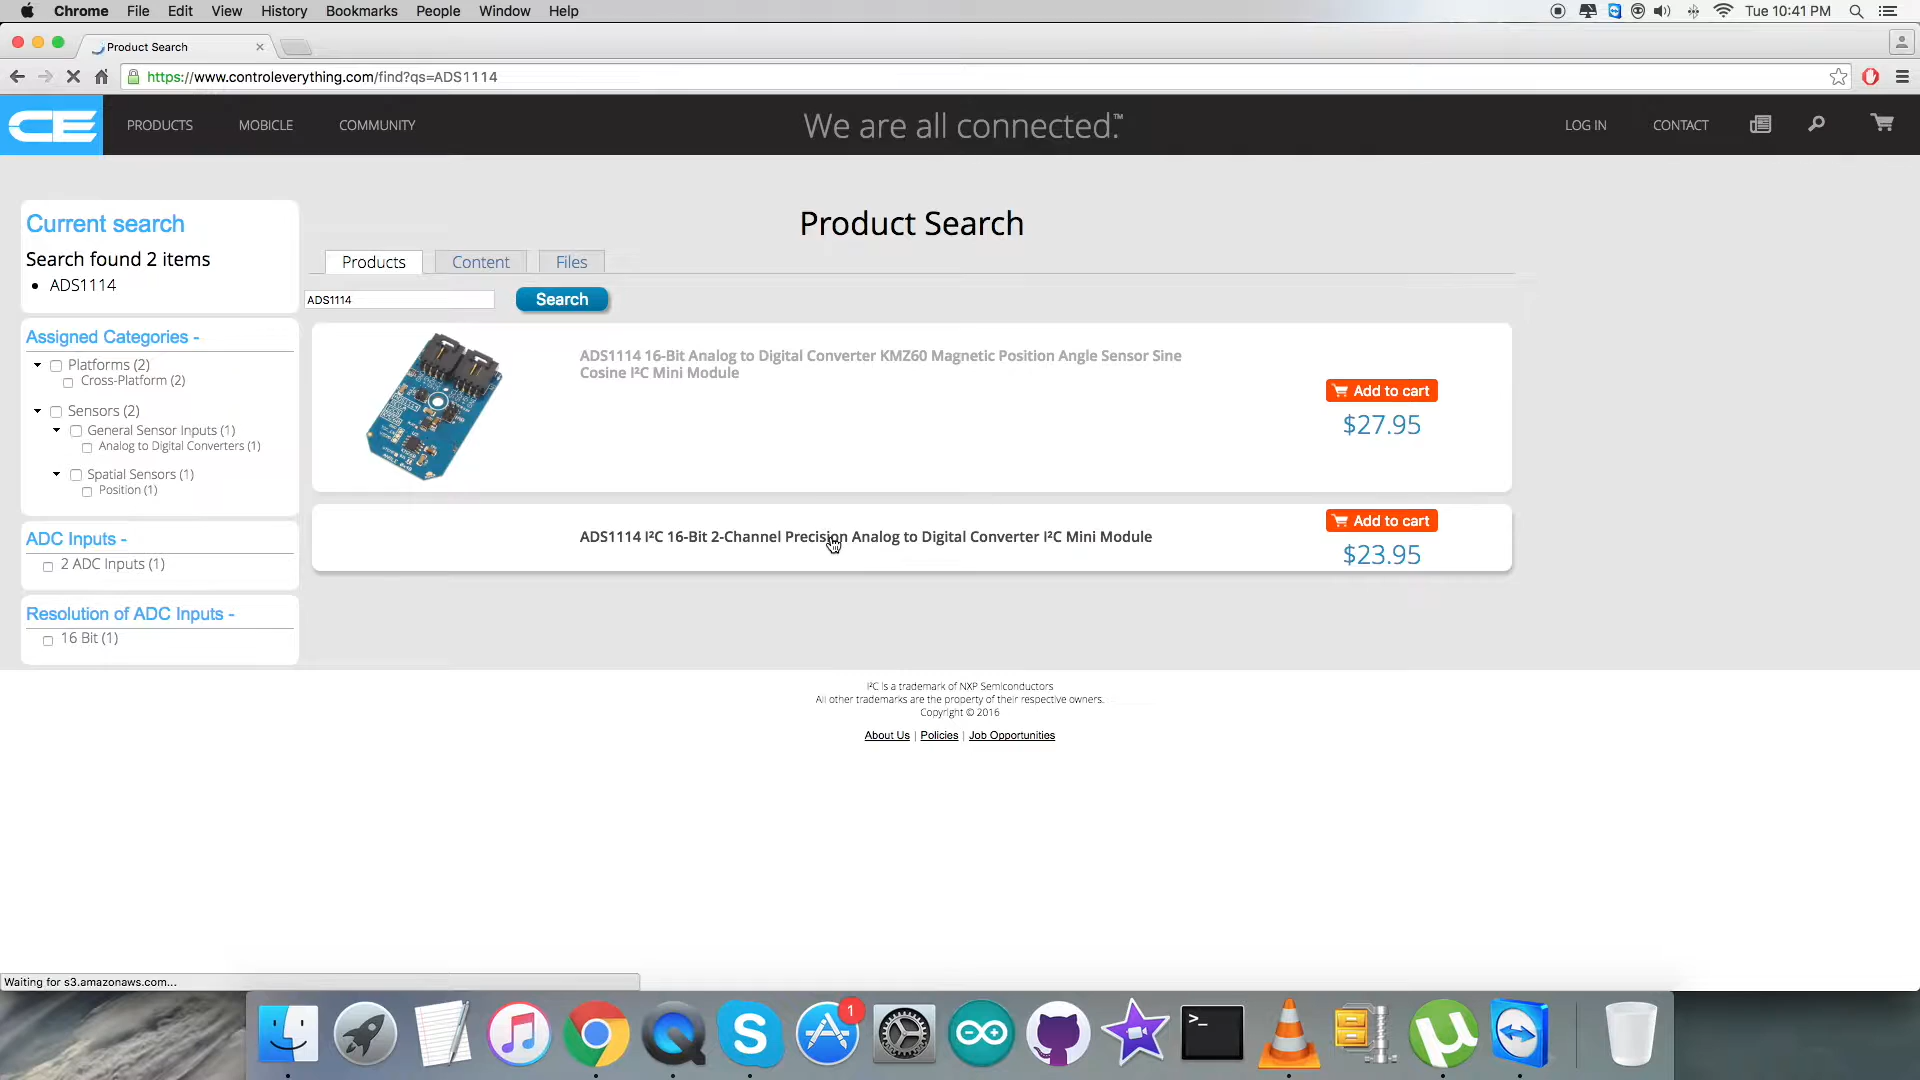 Chrome File Edit View History Bookmarks People Window Help Tue 10:41 PM
Product Search
https://www.controleverything.com/find?qs=ADS1114
CE PRODUCTS MOBICLE COMMUNITY We are all connected.™ LOG IN CONTACT
Current search
Search found 2 items
• ADS1114
Assigned Categories -
Platforms (2)
Cross-Platform (2)
Sensors (2)
General Sensor Inputs (1)
Analog to Digital Converters (1)
Spatial Sensors (1)
Position (1)
ADC Inputs -
2 ADC Inputs (1)
Resolution of ADC Inputs -
16 Bit (1)
Product Search
Products Content Files
ADS1114 Search
ADS1114 16-Bit Analog to Digital Converter KMZ60 Magnetic Position Angle Sensor Sine
Cosine I²C Mini Module
Add to cart
$27.95
ADS1114 I²C 16-Bit 2-Channel Precision Analog to Digital Converter I²C Mini Module
Add to cart
$23.95
I²C is a trademark of NXP Semiconductors
All other trademarks are the property of their respective owners.
Copyright © 2016
About Us | Policies | Job Opportunities
Waiting for s3.amazonaws.com...
1